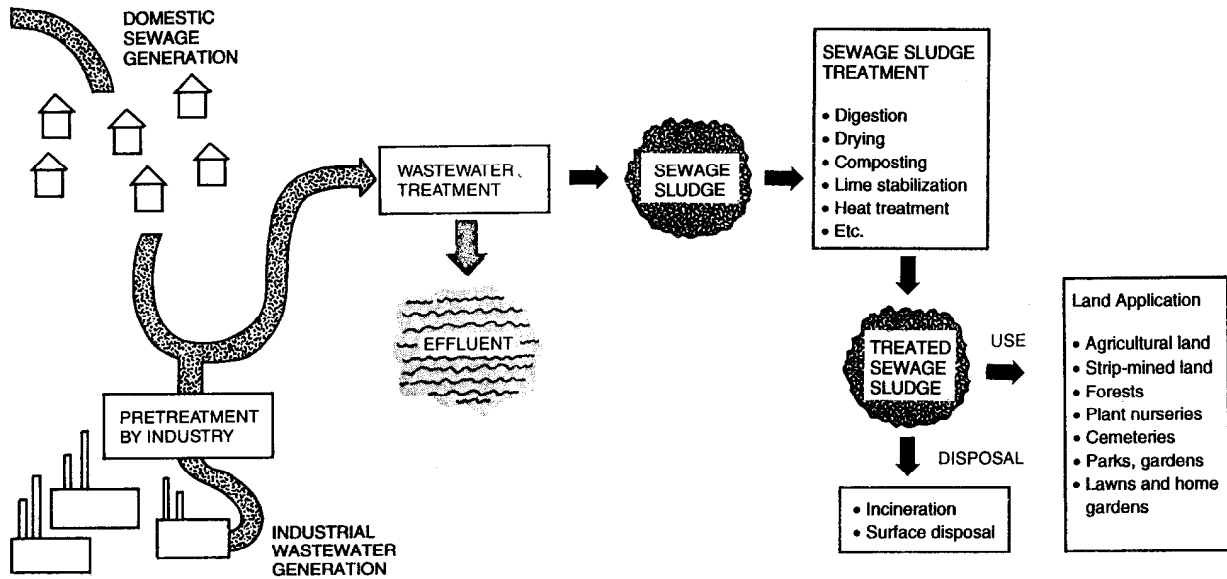 DOMESTIC
SEWAGE
GENERATION
WASTEWATER
TREATMENT
EFFLUENT
PRETREATMENT
BY INDUSTRY
INDUSTRIAL
WASTEWATER
GENERATION
SEWAGE
SLUDGE
SEWAGE SLUDGE
TREATMENT
• Digestion
• Drying
• Composting
• Lime stabilization
• Heat treatment
• Etc.
TREATED
SEWAGE
SLUDGE
USE
DISPOSAL
• Incineration
• Surface disposal
Land Application
• Agricultural land
• Strip-mined land
• Forests
• Plant nurseries
• Cemeteries
• Parks, gardens
• Lawns and home
gardens